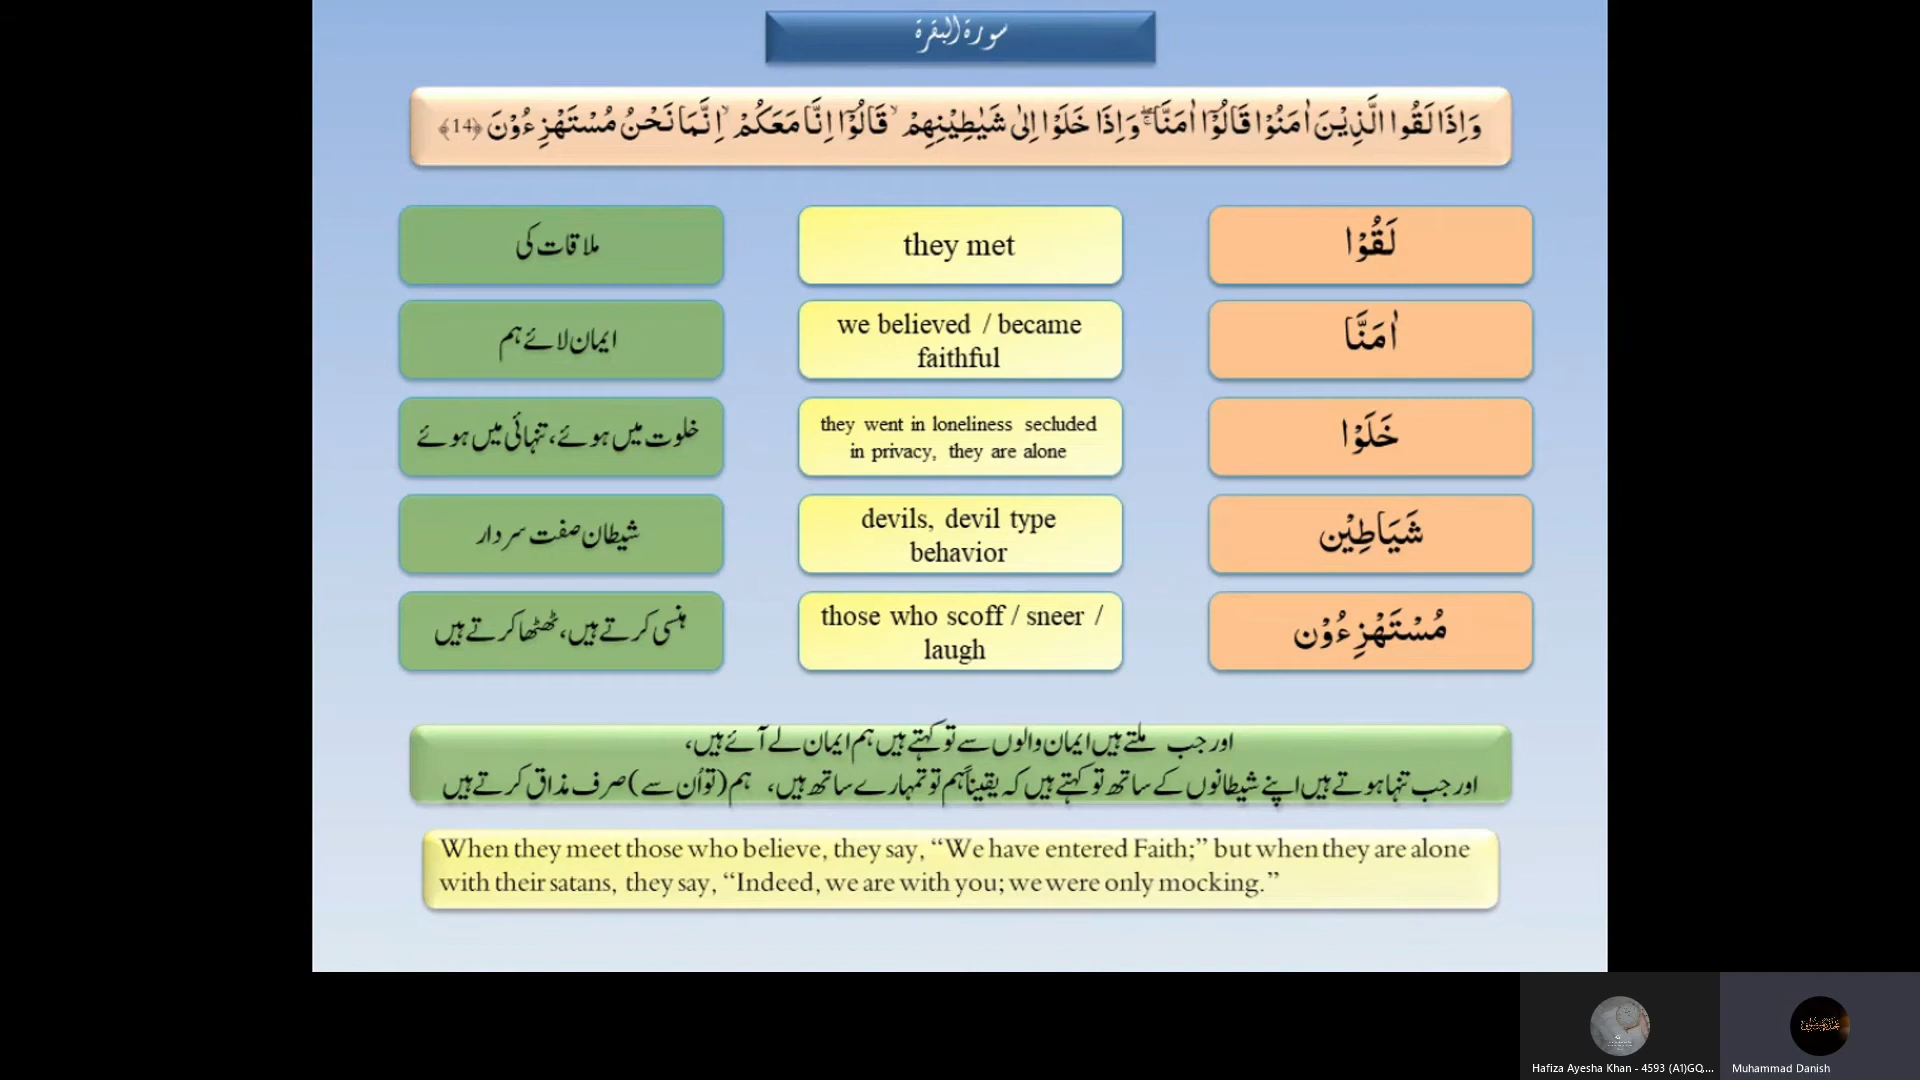 سورۃ البقرۃ
وَاِذَا لَقُوا الَّذِیْنَ اٰمَنُوْا قَالُوْۤا اٰمَنَّا ۖۚ وَاِذَا خَلَوْا اِلٰی شَیٰطِیْنِهِمْ ۙ قَالُوْۤا اِنَّا مَعَكُمْ ۙ اِنَّمَا نَحْنُ مُسْتَهْزِءُوْنَ ﴿14﴾
لَقُوْا
they met
ملاقات کی
اٰمَنَّا
we believed / became
faithful
ایمان لائے ہم
خَلَوْا
they went in loneliness secluded
in privacy, they are alone
خلوت میں ہوئے، تنہائی میں ہوئے
شَیَاطِیْن
devils, devil type
behavior
شیطان صفت سردار
مُسْتَهْزِءُوْن
those who scoff / sneer /
laugh
ہنسی کرتے ہیں، ٹھٹھا کرتے ہیں
اور جب ملتے ہیں ایمان والوں سے تو کہتے ہیں ہم ایمان لے آئے ہیں،
اور جب تنہا ہوتے ہیں اپنے شیطانوں کے ساتھ تو کہتے ہیں کہ یقیناً ہم تو تمہارے ساتھ ہیں، ہم (تو اُن سے) صرف مذاق کرتے ہیں
When they meet those who believe, they say, “We have entered Faith;” but when they are alone
with their satans, they say, “Indeed, we are with you; we were only mocking.”
Hafiza Ayesha Khan - 4593 (A1)GQ,...
Muhammad Danish